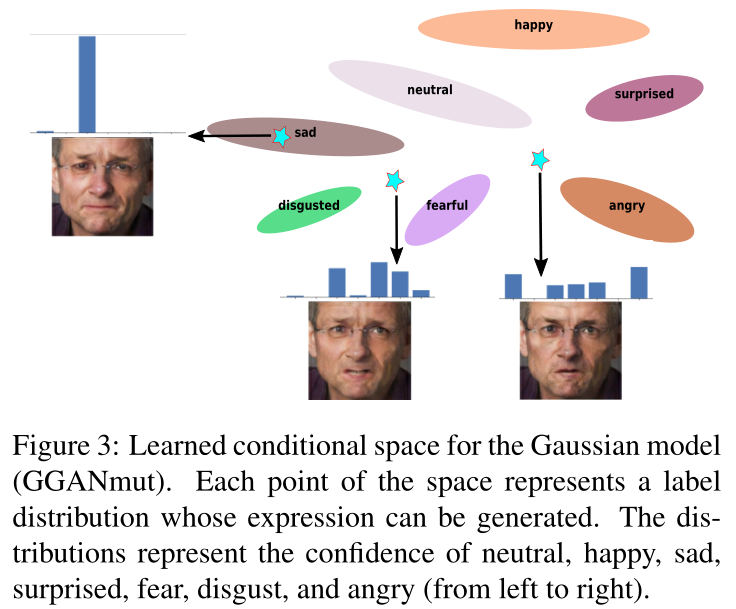 happy
neutral
surprised
sad
disgusted
fearful
angry
Figure 3: Learned conditional space for the Gaussian model
(GGANmut). Each point of the space represents a label
distribution whose expression can be generated. The dis-
tributions represent the confidence of neutral, happy, sad,
surprised, fear, disgust, and angry (from left to right).